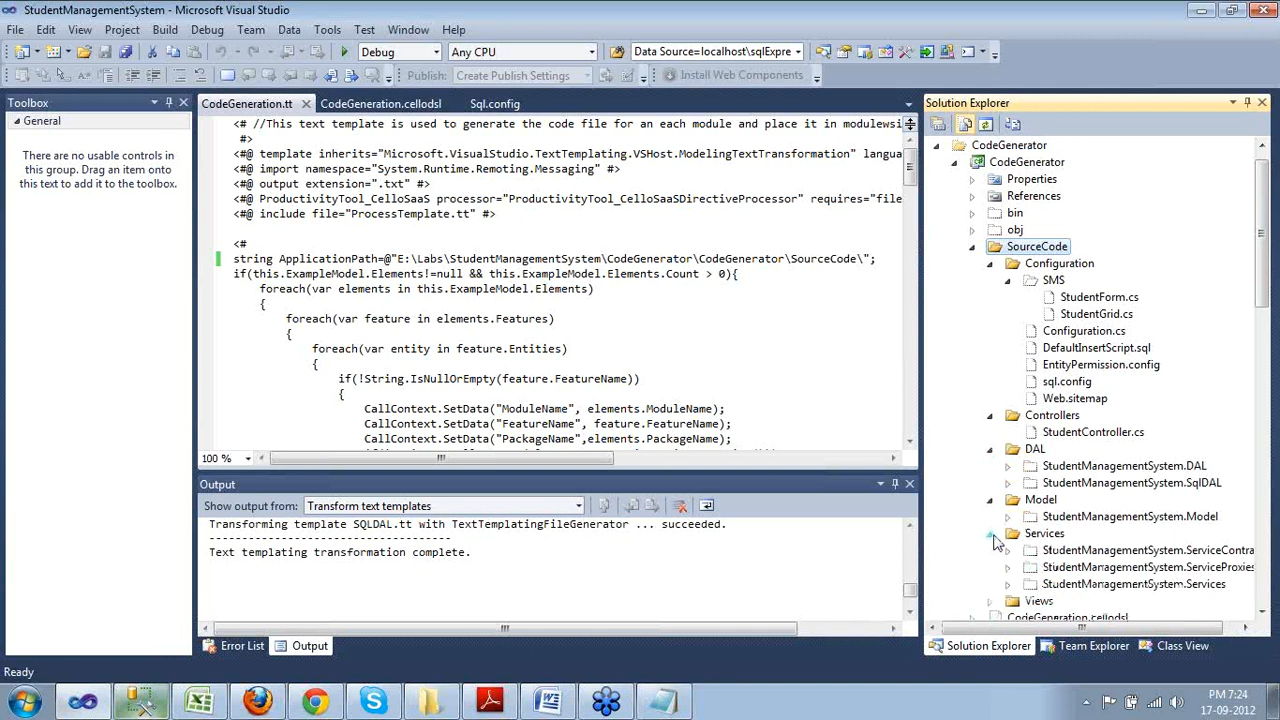 StudentManagementSystem - Microsoft Visual Studio
File Edit View Project Build Debug Team Data Tools Test Window Help
Debug Any CPU Data Source=localhost\sqlExpre
Publish: Create Publish Settings Install Web Components
Toolbox
General
There are no usable controls in
this group. Drag an item onto
this text to add it to the toolbox.
CodeGeneration.tt CodeGeneration.cellodsl Sql.config
<# //This text template is used to generate the code file for an each module and place it in modulewis
#>
<#@ template inherits="Microsoft.VisualStudio.TextTemplating.VSHost.ModelingTextTransformation" langua
<#@ import namespace="System.Runtime.Remoting.Messaging" #>
<#@ output extension=".txt" #>
<#@ ProductivityTool_CelloSaaS processor="ProductivityTool_CelloSaaSDirectiveProcessor" requires="file
<#@ include file="ProcessTemplate.tt" #>
<#
string ApplicationPath=@"E:\Labs\StudentManagementSystem\CodeGenerator\CodeGenerator\SourceCode\";
if(this.ExampleModel.Elements!=null && this.ExampleModel.Elements.Count > 0){
foreach(var elements in this.ExampleModel.Elements)
{
foreach(var feature in elements.Features)
{
foreach(var entity in feature.Entities)
{
if(!String.IsNullOrEmpty(feature.FeatureName))
{
CallContext.SetData("ModuleName", elements.ModuleName);
CallContext.SetData("FeatureName", feature.FeatureName);
CallContext.SetData("PackageName",elements.PackageName);
100 %
Output
Show output from: Transform text templates
Transforming template SQLDAL.tt with TextTemplatingFileGenerator ... succeeded.
----------------------------------
Text templating transformation complete.
Error List Output
Solution Explorer
CodeGenerator
CodeGenerator
Properties
References
bin
obj
SourceCode
Configuration
SMS
StudentForm.cs
StudentGrid.cs
Configuration.cs
DefaultInsertScript.sql
EntityPermission.config
sql.config
Web.sitemap
Controllers
StudentController.cs
DAL
StudentManagementSystem.DAL
StudentManagementSystem.SqlDAL
Model
StudentManagementSystem.Model
Services
StudentManagementSystem.ServiceContra
StudentManagementSystem.ServiceProxies
StudentManagementSystem.Services
Views
CodeGeneration.cellodsl
Solution Explorer Team Explorer Class View
Ready
PM 7:24
17-09-2012